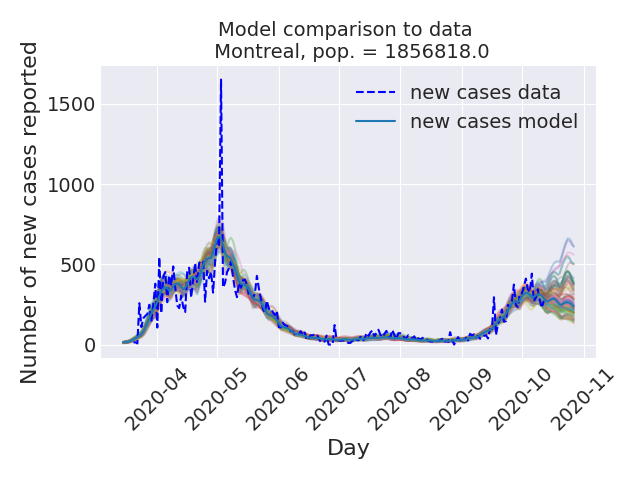 Model comparison to data
Montreal, pop. = 1856818.0
Number of new cases reported
1500
1000
500
0
new cases data
new cases model
2020-04
2020-05
2020-06
2020-07
2020-08
2020-09
2020-10
2020-11
Day